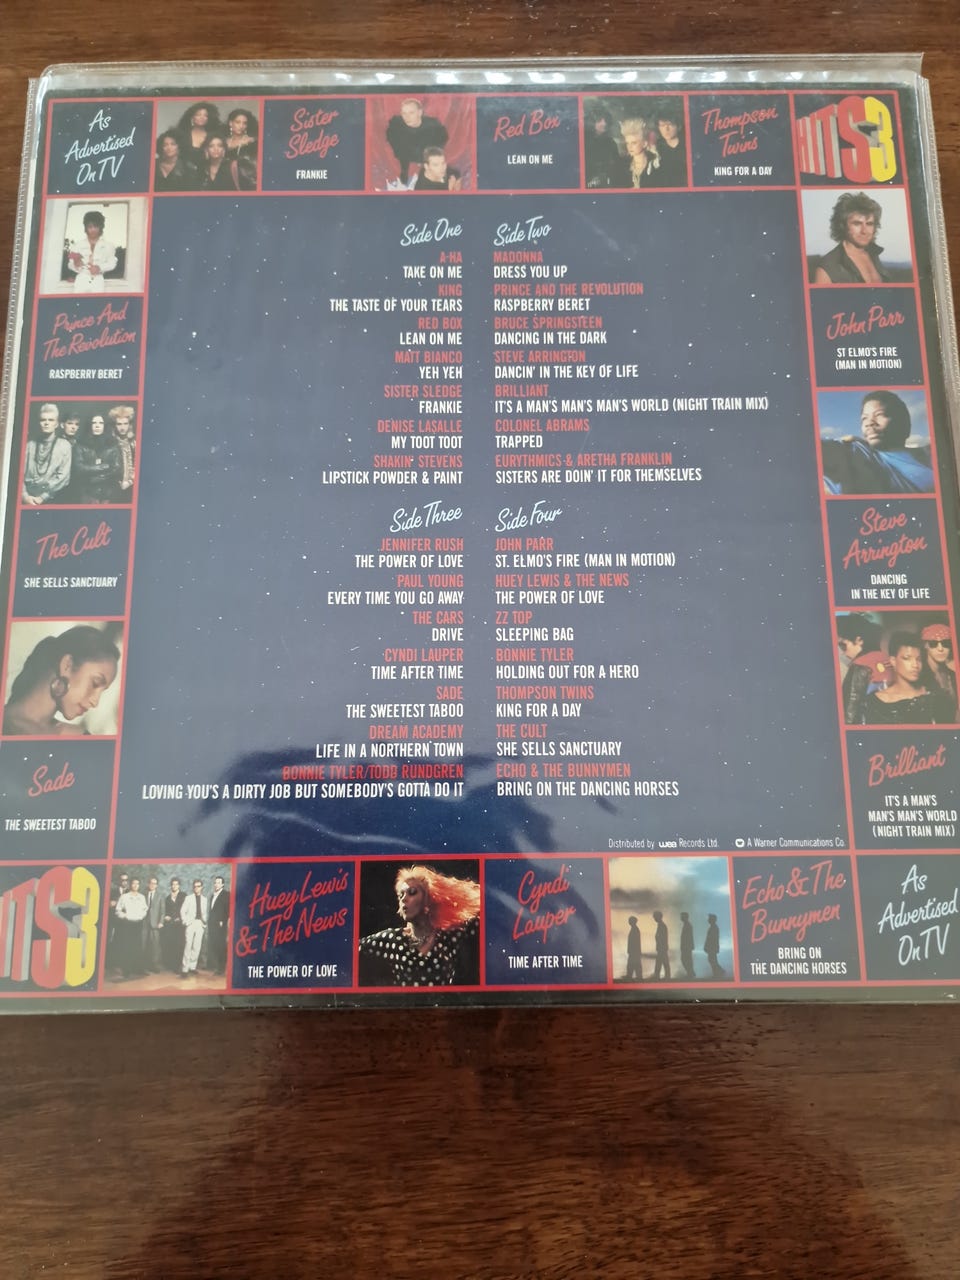 As
Advertised
On TV
Sister
Sledge
FRANKIE
Red Box
LEAN ON ME
Thompson
Twins
KING FOR A DAY
HITS 3
Prince And
The Revolution
RASPBERRY BERET
John Parr
ST ELMO'S FIRE
(MAN IN MOTION)
The Cult
SHE SELLS SANCTUARY
Steve
Arrington
DANCING
IN THE KEY OF LIFE
Sade
THE SWEETEST TABOO
Brilliant
IT'S A MAN'S
MAN'S MAN'S WORLD
(NIGHT TRAIN MIX)
Side One
A-HA
TAKE ON ME
KING
THE TASTE OF YOUR TEARS
RED BOX
LEAN ON ME
MATT BIANCO
YEH YEH
SISTER SLEDGE
FRANKIE
DENISE LASALLE
MY TOOT TOOT
SHAKIN' STEVENS
LIPSTICK POWDER & PAINT
Side Two
MADONNA
DRESS YOU UP
PRINCE AND THE REVOLUTION
RASPBERRY BERET
BRUCE SPRINGSTEEN
DANCING IN THE DARK
STEVE ARRINGTON
DANCIN' IN THE KEY OF LIFE
BRILLIANT
IT'S A MAN'S MAN'S MAN'S WORLD (NIGHT TRAIN MIX)
COLONEL ABRAMS
TRAPPED
EURYTHMICS & ARETHA FRANKLIN
SISTERS ARE DOIN' IT FOR THEMSELVES
Side Three
JENNIFER RUSH
THE POWER OF LOVE
PAUL YOUNG
EVERY TIME YOU GO AWAY
THE CARS
DRIVE
CYNDI LAUPER
TIME AFTER TIME
SADE
THE SWEETEST TABOO
DREAM ACADEMY
LIFE IN A NORTHERN TOWN
BONNIE TYLER/TODD RUNDGREN
LOVING YOU'S A DIRTY JOB BUT SOMEBODY'S GOTTA DO IT
Side Four
JOHN PARR
ST. ELMO'S FIRE (MAN IN MOTION)
HUEY LEWIS & THE NEWS
THE POWER OF LOVE
ZZ TOP
SLEEPING BAG
BONNIE TYLER
HOLDING OUT FOR A HERO
THOMPSON TWINS
KING FOR A DAY
THE CULT
SHE SELLS SANCTUARY
ECHO & THE BUNNYMEN
BRING ON THE DANCING HORSES
Distributed by wea Records Ltd. A Warner Communications Co.
ITS 3
Huey Lewis
& The News
THE POWER OF LOVE
Cyndi
Lauper
TIME AFTER TIME
Echo & The
Bunnymen
BRING ON
THE DANCING HORSES
As
Advertised
On TV